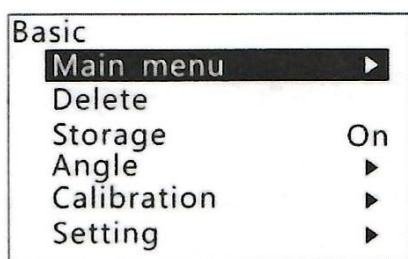 Basic
Main menu ▶
Delete
Storage On
Angle ▶
Calibration ▶
Setting ▶